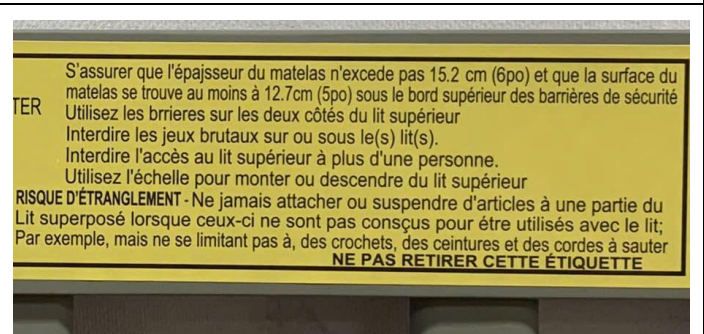 S'assurer que l'épajsseur du matelas n'excede pas 15.2 cm (6po) et que la surface du
matelas se trouve au moins à 12.7cm (5po) sous le bord supérieur des barrières de sécurité
TER Utilisez les brrieres sur les deux côtés du lit supérieur
Interdire les jeux brutaux sur ou sous le(s) lit(s).
Interdire l'accès au lit supérieur à plus d'une personne.
Utilisez l'échelle pour monter ou descendre du lit supérieur
RISQUE D'ÉTRANGLEMENT - Ne jamais attacher ou suspendre d'articles à une partie du
Lit superposé lorsque ceux-ci ne sont pas consçus pour étre utilisés avec le lit;
Par exemple, mais ne se limitant pas à, des crochets, des ceintures et des cordes à sauter
NE PAS RETIRER CETTE ÉTIQUETTE